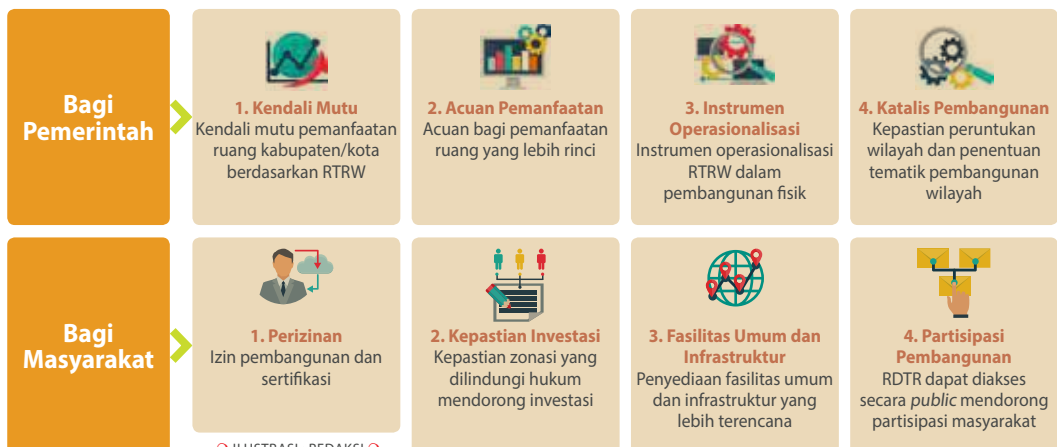 Bagi
Pemerintah
1. Kendali Mutu
Kendali mutu pemanfaatan
ruang kabupaten/kota
berdasarkan RTRW
2. Acuan Pemanfaatan
Acuan bagi pemanfaatan
ruang yang lebih rinci
3. Instrumen
Operasionalisasi
Instrumen operasionalisasi
RTRW dalam
pembangunan fisik
4. Katalis Pembangunan
Kepastian peruntukan
wilayah dan penentuan
tematik pembangunan
wilayah
Bagi
Masyarakat
1. Perizinan
Izin pembangunan dan
sertifikasi
2. Kepastian Investasi
Kepastian zonasi yang
dilindungi hukum
mendorong investasi
3. Fasilitas Umum dan
Infrastruktur
Penyediaan fasilitas umum
dan infrastruktur yang
lebih terencana
4. Partisipasi
Pembangunan
RDTR dapat diakses
secara public mendorong
partisipasi masyarakat
ILUSTRASI: REDAKSI